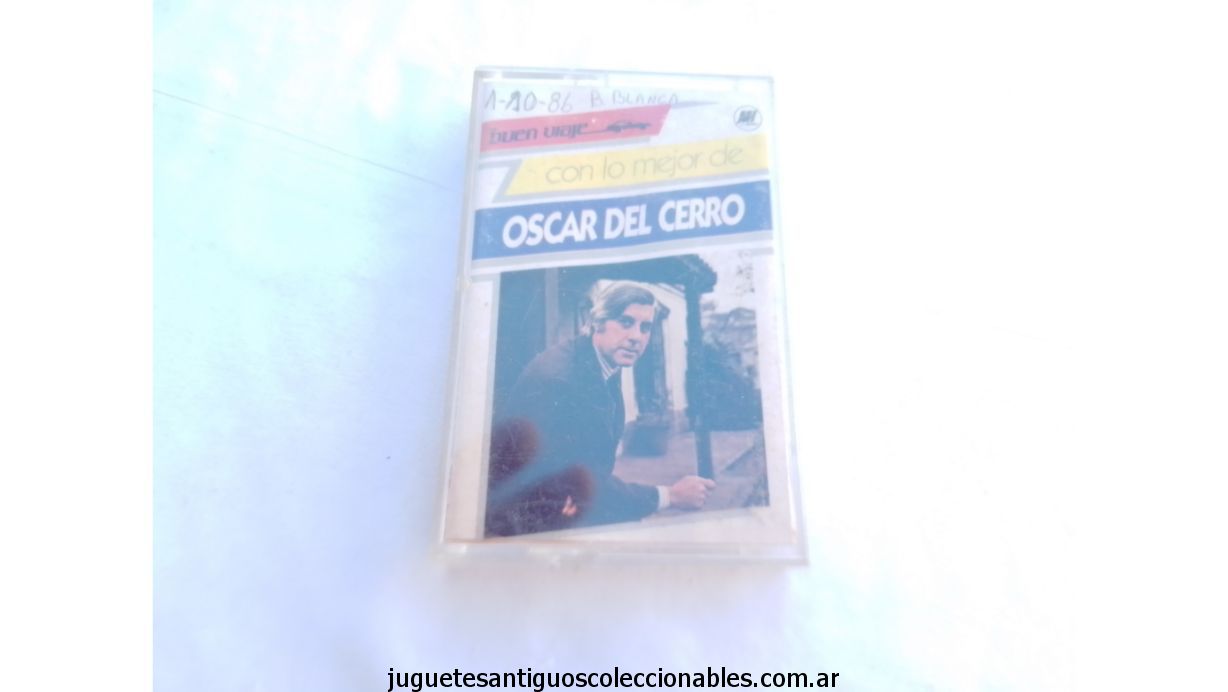 1-10-86 B. BLANCA
buen viaje
con lo mejor de
OSCAR DEL CERRO
juguetesantiguoscoleccionables.com.ar